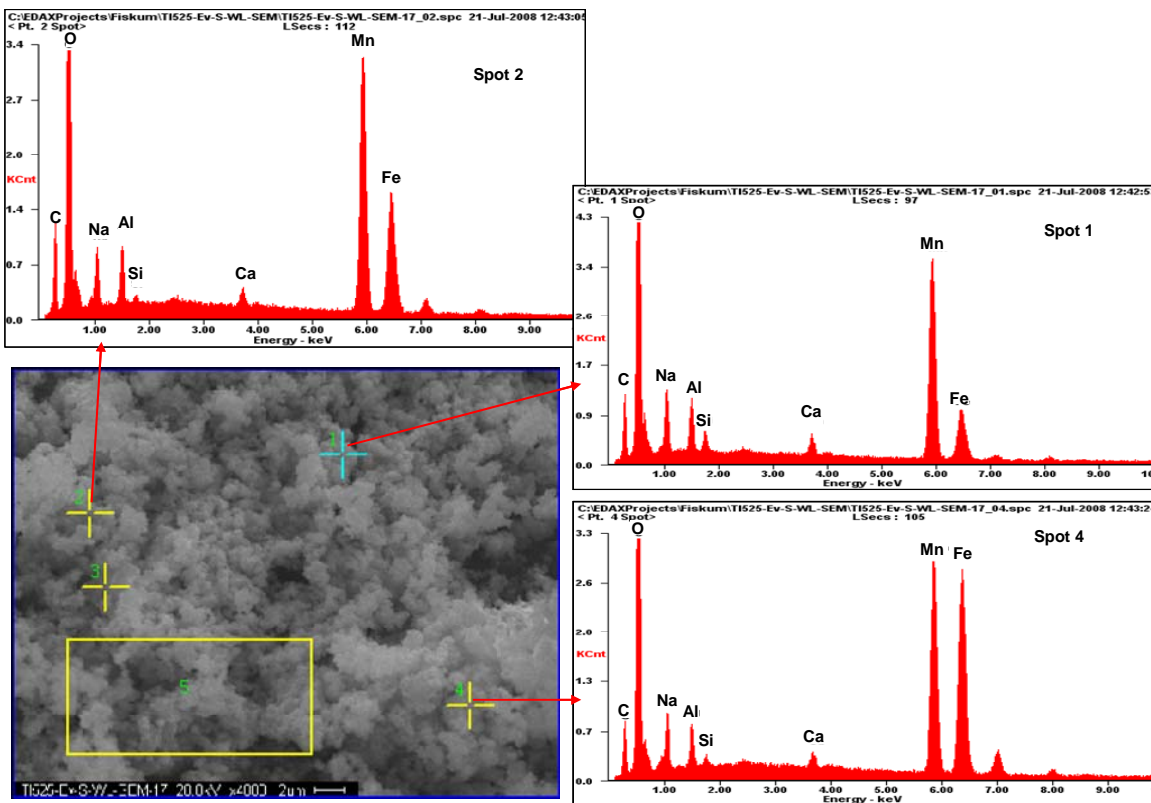 C:\EDAXProjects\Fiskum\TI525-Ev-S-WL-SEM\TI525-Ev-S-WL-SEM-17_02.spc 21-Jul-2008 12:43:05
< Pt. 2 Spot> LSecs : 112
O
Mn
Spot 2
Fe
C
Na
Al
Si
Ca
3.4
2.7
2.0
KCnt
1.4
0.7
0.0
1.00 2.00 3.00 4.00 5.00 6.00 7.00 8.00 9.00
Energy - keV
C:\EDAXProjects\Fiskum\TI525-Ev-S-WL-SEM\TI525-Ev-S-WL-SEM-17_01.spc 21-Jul-2008 12:42:5
< Pt. 1 Spot> LSecs : 97
O
Mn
Spot 1
C
Na
Al
Si
Ca
Fe
4.3
3.4
2.6
KCnt
1.7
0.9
0.0
1.00 2.00 3.00 4.00 5.00 6.00 7.00 8.00 9.00 10
Energy - keV
1
2
3
4
5
TI525-Ev-S-WL-SEM-17 20.0kV x4000 2µm
C:\EDAXProjects\Fiskum\TI525-Ev-S-WL-SEM\TI525-Ev-S-WL-SEM-17_04.spc 21-Jul-2008 12:43:2
< Pt. 4 Spot> LSecs : 105
O
Mn
Fe
Spot 4
C
Na
Al
Si
Ca
3.3
2.6
2.0
KCnt
1.3
0.7
0.0
1.00 2.00 3.00 4.00 5.00 6.00 7.00 8.00 9.00
Energy - keV